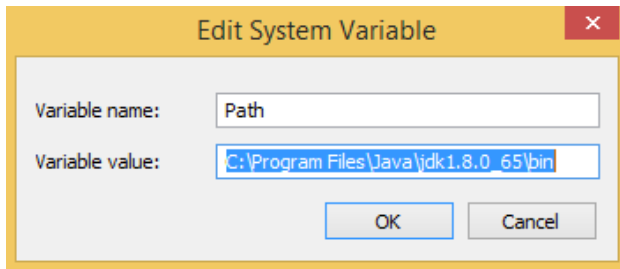 Edit System Variable
Variable name: Path
Variable value: C:\Program Files\Java\jdk1.8.0_65\bin
OK Cancel